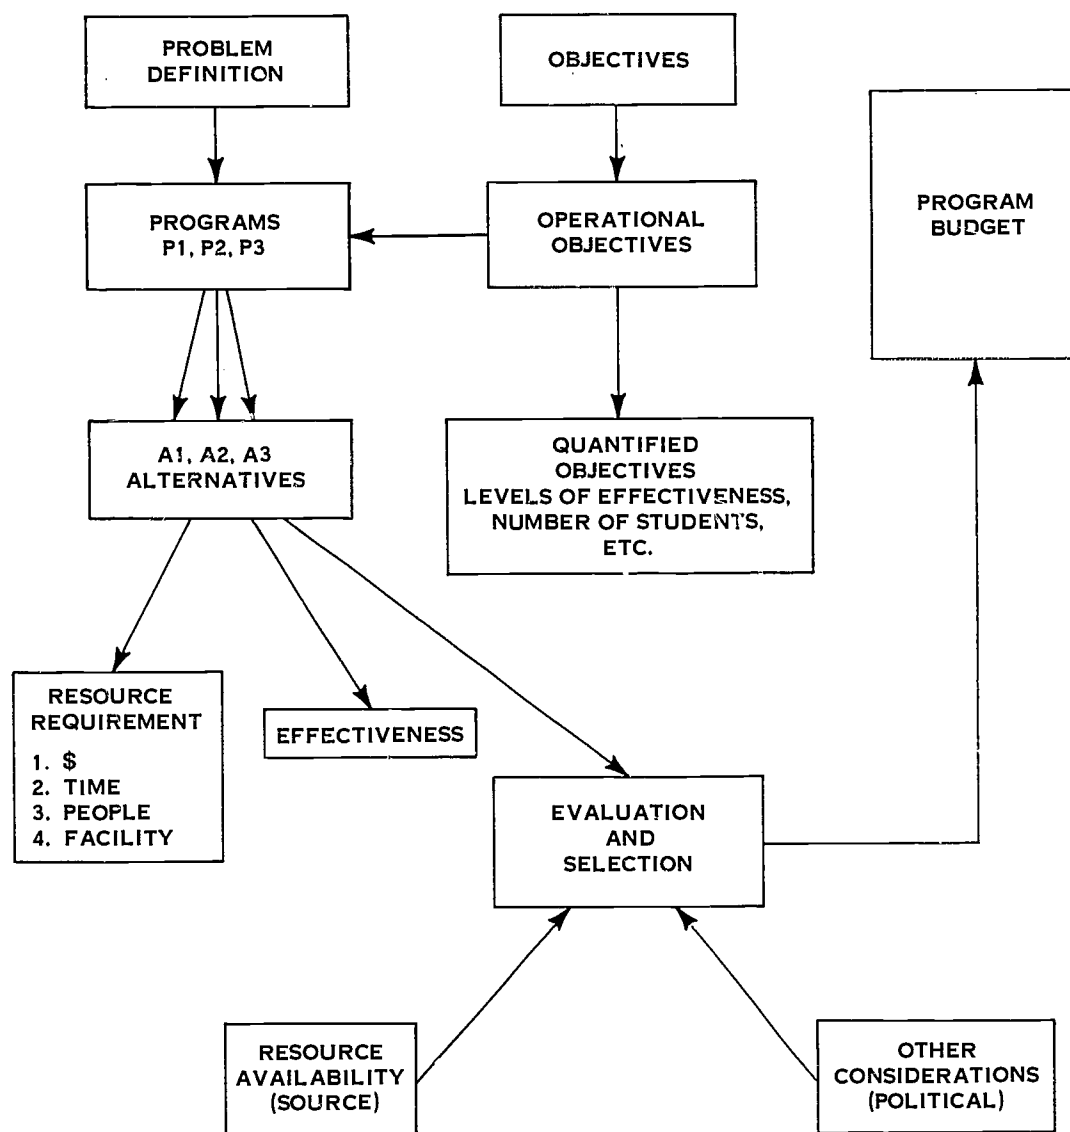 PROBLEM
DEFINITION
OBJECTIVES
PROGRAMS
P1, P2, P3
OPERATIONAL
OBJECTIVES
PROGRAM
BUDGET
A1, A2, A3
ALTERNATIVES
QUANTIFIED
OBJECTIVES
LEVELS OF EFFECTIVENESS,
NUMBER OF STUDENTS,
ETC.
RESOURCE
REQUIREMENT
1. $
2. TIME
3. PEOPLE
4. FACILITY
EFFECTIVENESS
EVALUATION
AND
SELECTION
RESOURCE
AVAILABILITY
(SOURCE)
OTHER
CONSIDERATIONS
(POLITICAL)